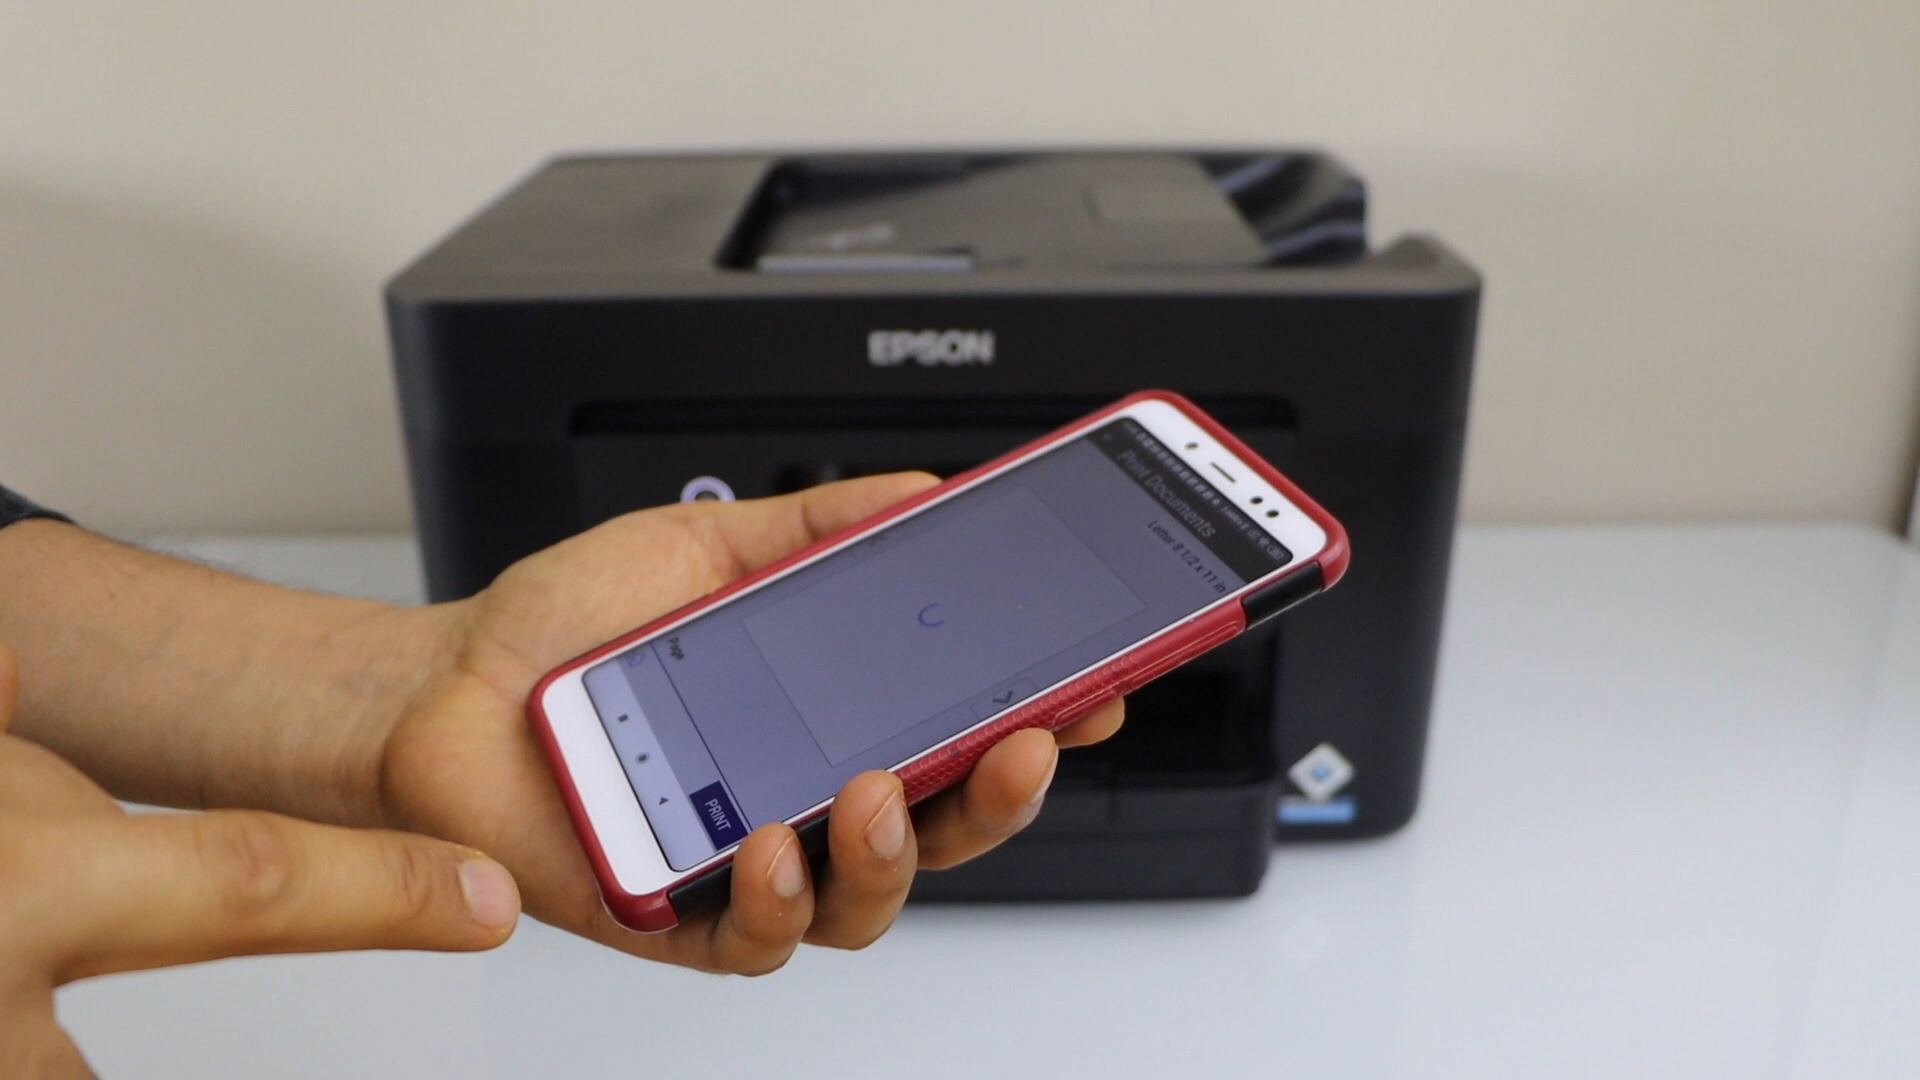 EPSON
Print Documents
Letter 8 1/2 x 11 in
Page
PRINT